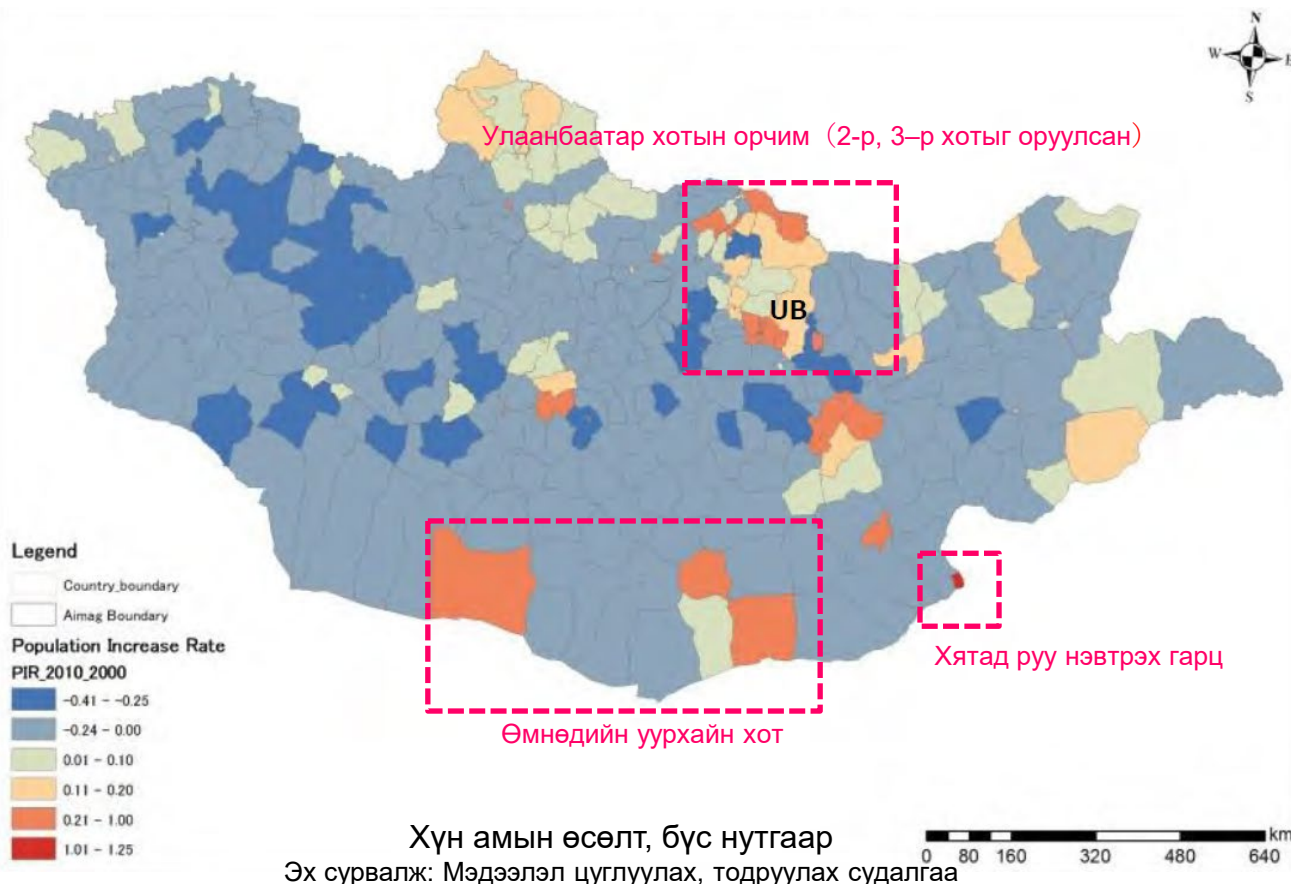 N
W E
S
Улаанбаатар хотын орчим (2-р, 3–р хотыг оруулсан)
UB
Legend
Country_boundary
Aimag Boundary
Population Increase Rate
PIR_2010_2000
-0.41 - -0.25
-0.24 - 0.00
0.01 - 0.10
0.11 - 0.20
0.21 - 1.00
1.01 - 1.25
Хятад руу нэвтрэх гарц
Өмнөдийн уурхайн хот
Хүн амын өсөлт, бүс нутгаар
Эх сурвалж: Мэдээлэл цуглуулах, тодруулах судалгаа
km
0 80 160 320 480 640